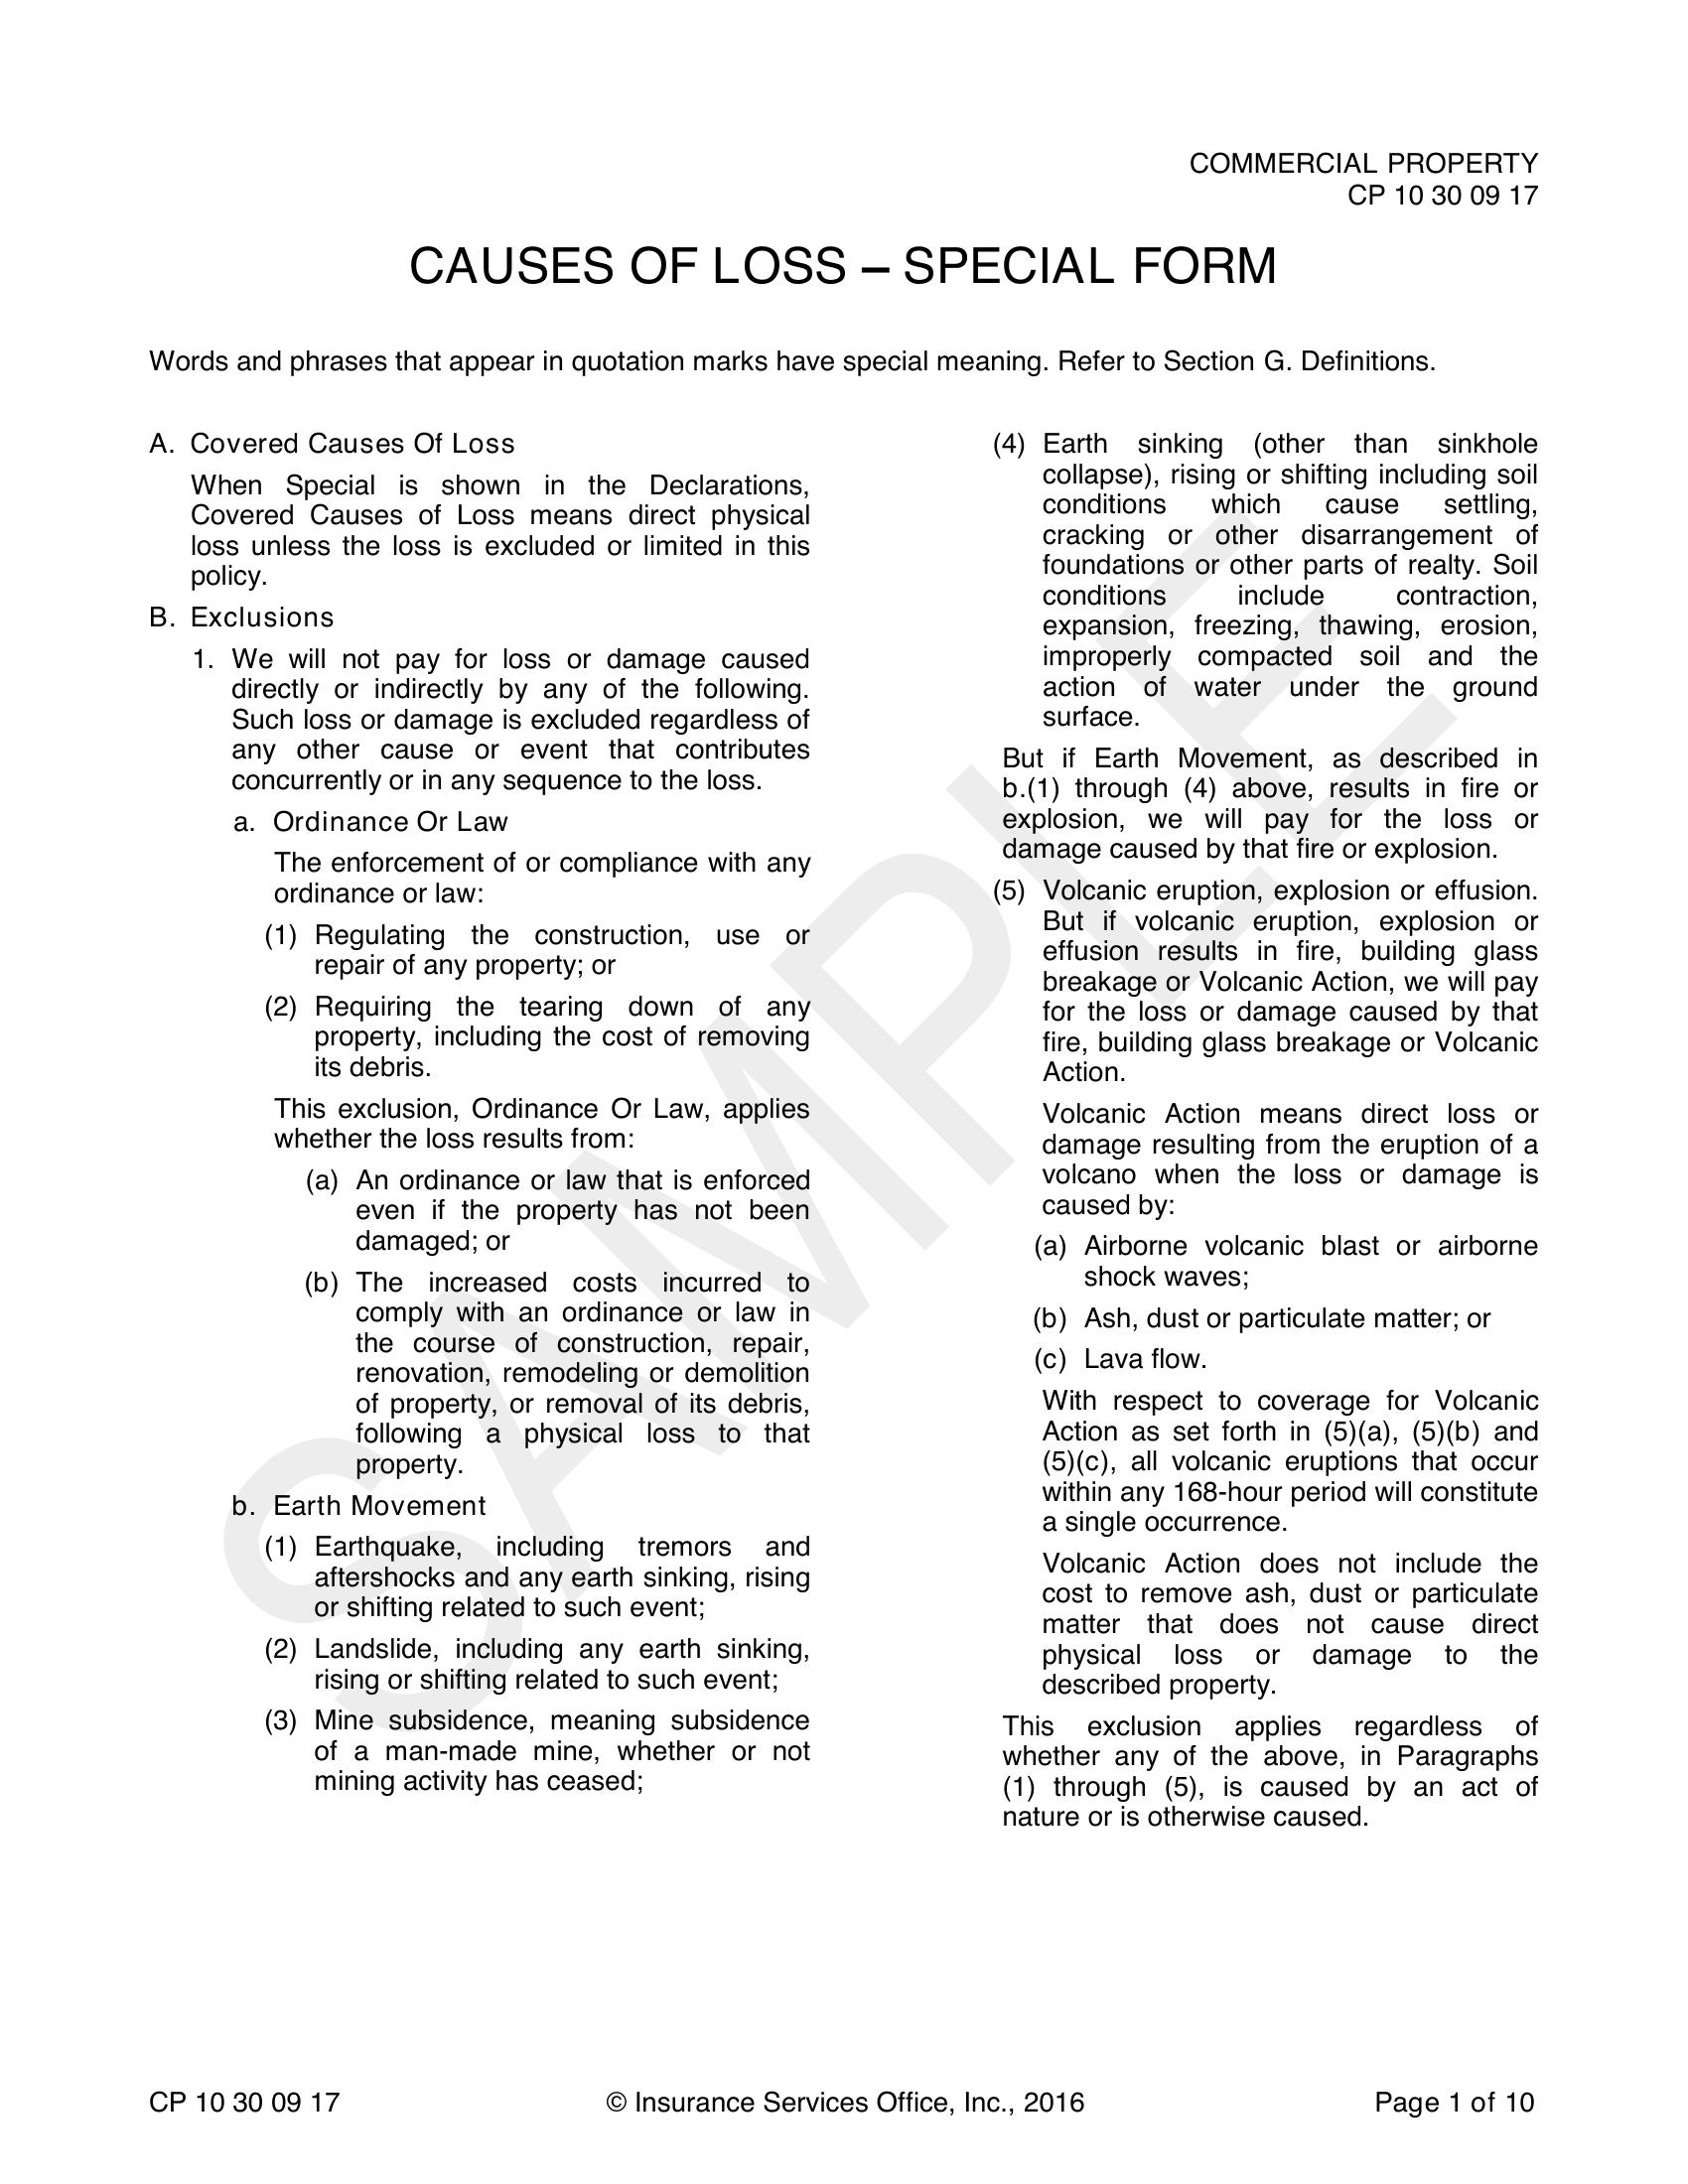 COMMERCIAL PROPERTY
CP 10 30 09 17
CAUSES OF LOSS – SPECIAL FORM
Words and phrases that appear in quotation marks have special meaning. Refer to Section G. Definitions.
A. Covered Causes Of Loss
When Special is shown in the Declarations,
Covered Causes of Loss means direct physical
loss unless the loss is excluded or limited in this
policy.
B. Exclusions
1. We will not pay for loss or damage caused
directly or indirectly by any of the following.
Such loss or damage is excluded regardless of
any other cause or event that contributes
concurrently or in any sequence to the loss.
a. Ordinance Or Law
The enforcement of or compliance with any
ordinance or law:
(1) Regulating the construction, use or
repair of any property; or
(2) Requiring the tearing down of any
property, including the cost of removing
its debris.
This exclusion, Ordinance Or Law, applies
whether the loss results from:
(a) An ordinance or law that is enforced
even if the property has not been
damaged; or
(b) The increased costs incurred to
comply with an ordinance or law in
the course of construction, repair,
renovation, remodeling or demolition
of property, or removal of its debris,
following a physical loss to that
property.
b. Earth Movement
(1) Earthquake, including tremors and
aftershocks and any earth sinking, rising
or shifting related to such event;
(2) Landslide, including any earth sinking,
rising or shifting related to such event;
(3) Mine subsidence, meaning subsidence
of a man-made mine, whether or not
mining activity has ceased;
(4) Earth sinking (other than sinkhole
collapse), rising or shifting including soil
conditions which cause settling,
cracking or other disarrangement of
foundations or other parts of realty. Soil
conditions include contraction,
expansion, freezing, thawing, erosion,
improperly compacted soil and the
action of water under the ground
surface.
But if Earth Movement, as described in
b.(1) through (4) above, results in fire or
explosion, we will pay for the loss or
damage caused by that fire or explosion.
(5) Volcanic eruption, explosion or effusion.
But if volcanic eruption, explosion or
effusion results in fire, building glass
breakage or Volcanic Action, we will pay
for the loss or damage caused by that
fire, building glass breakage or Volcanic
Action.
Volcanic Action means direct loss or
damage resulting from the eruption of a
volcano when the loss or damage is
caused by:
(a) Airborne volcanic blast or airborne
shock waves;
(b) Ash, dust or particulate matter; or
(c) Lava flow.
With respect to coverage for Volcanic
Action as set forth in (5)(a), (5)(b) and
(5)(c), all volcanic eruptions that occur
within any 168-hour period will constitute
a single occurrence.
Volcanic Action does not include the
cost to remove ash, dust or particulate
matter that does not cause direct
physical loss or damage to the
described property.
This exclusion applies regardless of
whether any of the above, in Paragraphs
(1) through (5), is caused by an act of
nature or is otherwise caused.
SAMPLE
CP 10 30 09 17 © Insurance Services Office, Inc., 2016 Page 1 of 10